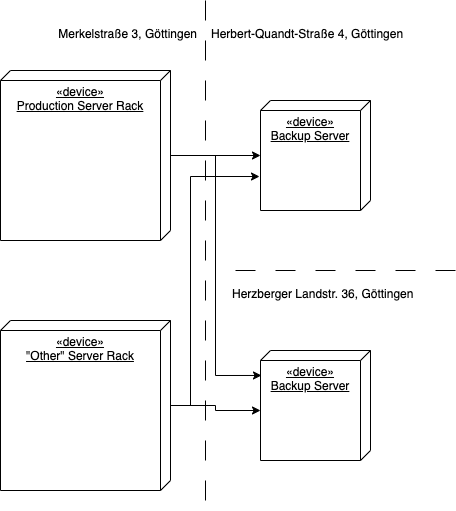 Merkelstraße 3, Göttingen
Herbert-Quandt-Straße 4, Göttingen
«device»
Production Server Rack
«device»
Backup Server
Herzberger Landstr. 36, Göttingen
«device»
"Other" Server Rack
«device»
Backup Server